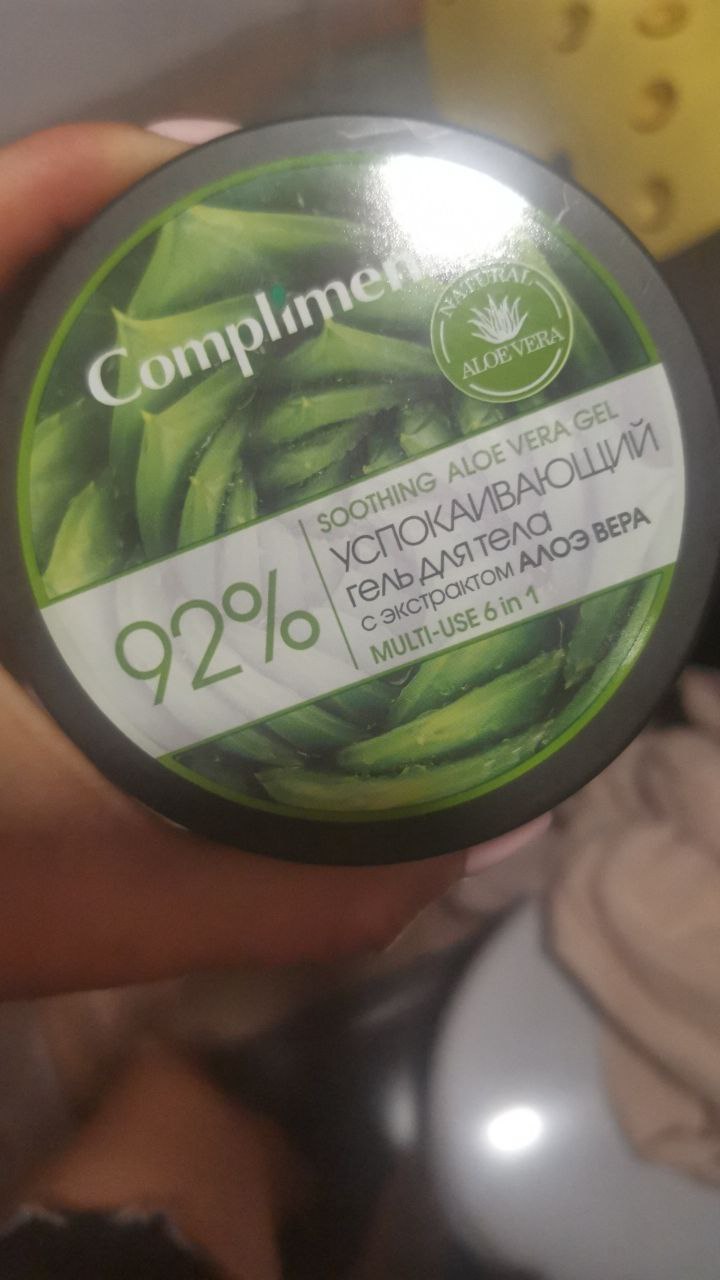 NATURAL
ALOE VERA
SOOTHING ALOE VERA GEL
УСПОКАИВАЮЩИЙ
гель для тела
с экстрактом АЛОЭ ВЕРА
MULTI-USE 6 in 1
92%